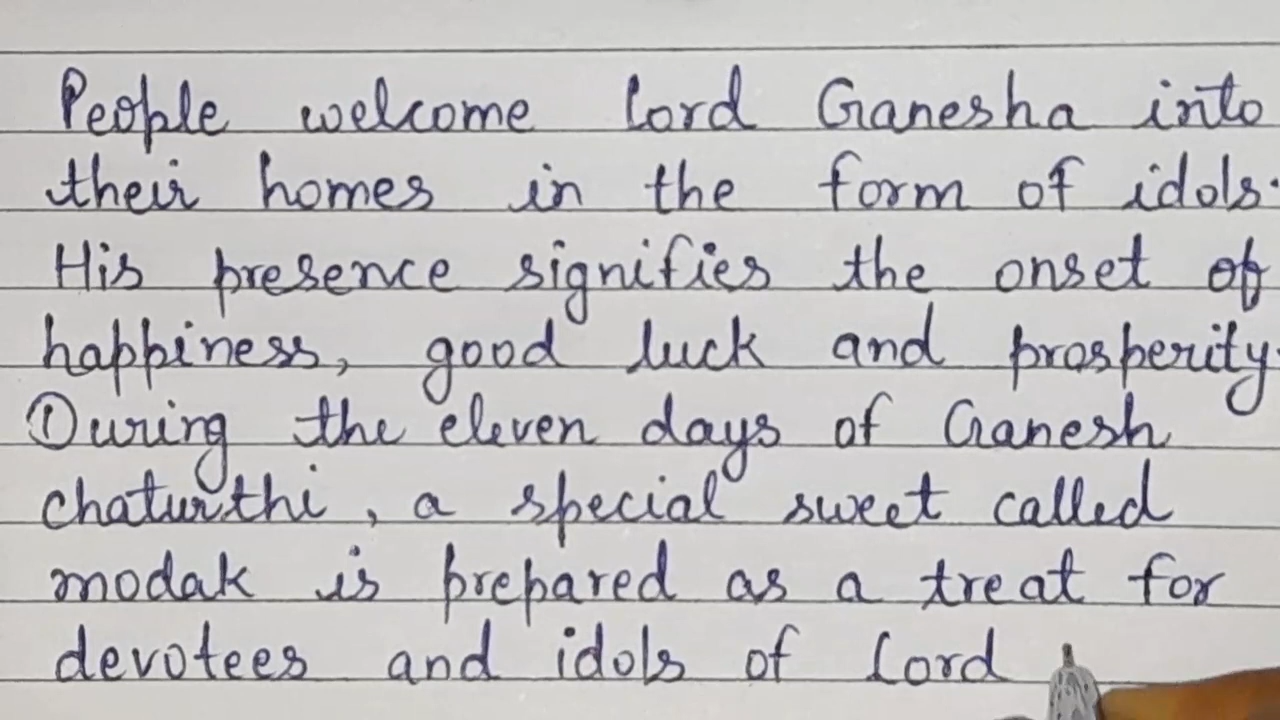 People welcome Lord Ganesha into
their homes in the form of idols.
His presence signifies the onset of
happiness, good luck and prosperity.
During the eleven days of Ganesh
chaturthi, a special sweet called
modak is prepared as a treat for
devotees and idols of Lord